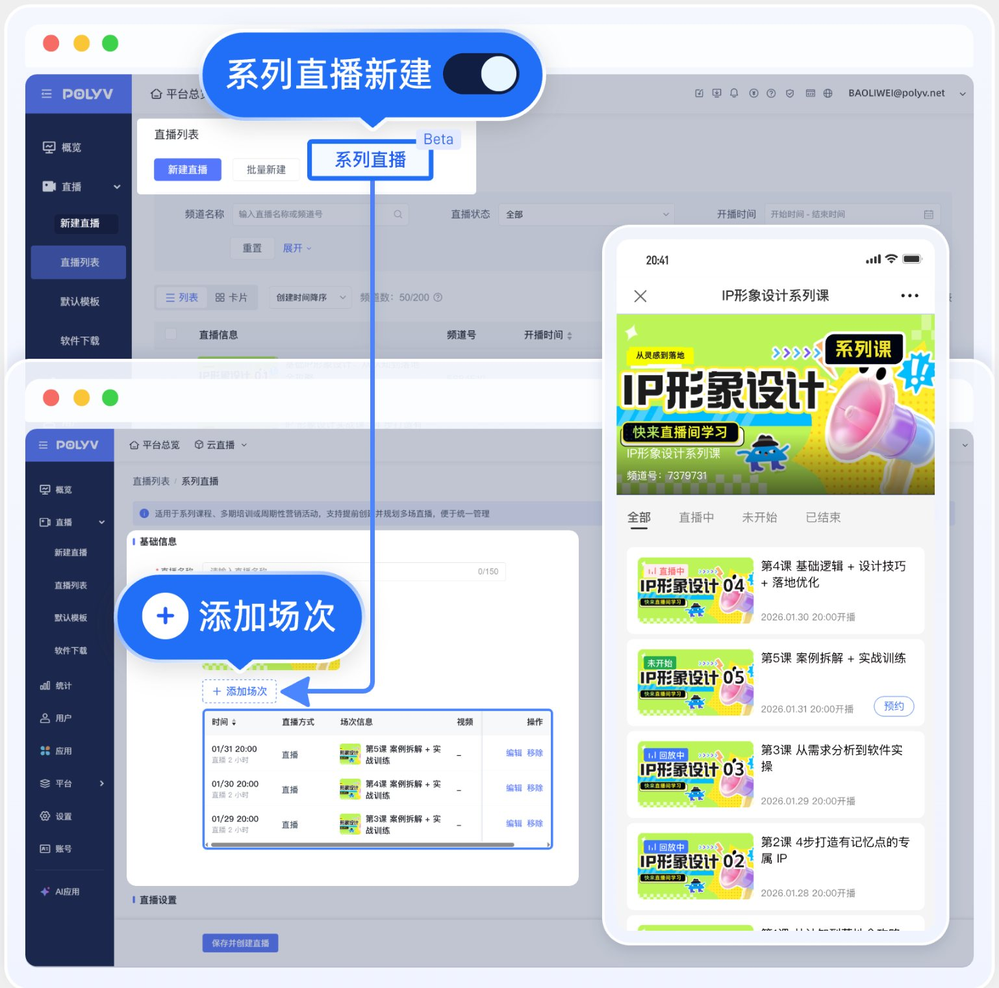 系列直播新建
POLYV
平台总
BAOLIWEI@polyv.net
概览
直播
新建直播
直播列表
默认模板
软件下载
直播列表
新建直播
批量新建
系列直播
Beta
频道名称
输入直播名称或频道号
直播状态
全部
开播时间
开始时间 - 结束时间
重置
展开
列表
卡片
创建时间降序
频道数：50/200
直播信息
频道号
开播时间
POLYV
平台总览
云直播
概览
直播
新建直播
直播列表
默认模板
软件下载
统计
用户
应用
平台
设置
账号
AI应用
直播列表 / 系列直播
适用于系列课程、多期培训或周期性营销活动，支持提前创建并规划多场直播，便于统一管理
基础信息
* 直播名称
请输入直播名称
0/150
添加场次
+ 添加场次
时间
直播方式
场次信息
视频
操作
01/31 20:00
直播 2 小时
直播
第5课 案例拆解 + 实
战训练
–
编辑 移除
01/30 20:00
直播 2 小时
直播
第4课 案例拆解 + 实
战训练
–
编辑 移除
01/29 20:00
直播 2 小时
直播
第3课 案例拆解 + 实
战训练
–
编辑 移除
直播设置
保存并创建直播
20:41
IP形象设计系列课
从灵感到落地
系列课
IP形象设计
快来直播间学习
IP形象设计系列课
频道号：7379731
全部
直播中
未开始
已结束
直播中
IP形象设计 04
快来直播间学习
第4课 基础逻辑 + 设计技巧
+ 落地优化
2026.01.30 20:00开播
未开始
IP形象设计 05
快来直播间学习
第5课 案例拆解 + 实战训练
2026.01.31 20:00开播
预约
回放中
IP形象设计 03
快来直播间学习
第3课 从需求分析到软件实
操
2026.01.29 20:00开播
回放中
IP形象设计 02
快来直播间学习
第2课 4步打造有记忆点的专
属 IP
2026.01.28 20:00开播